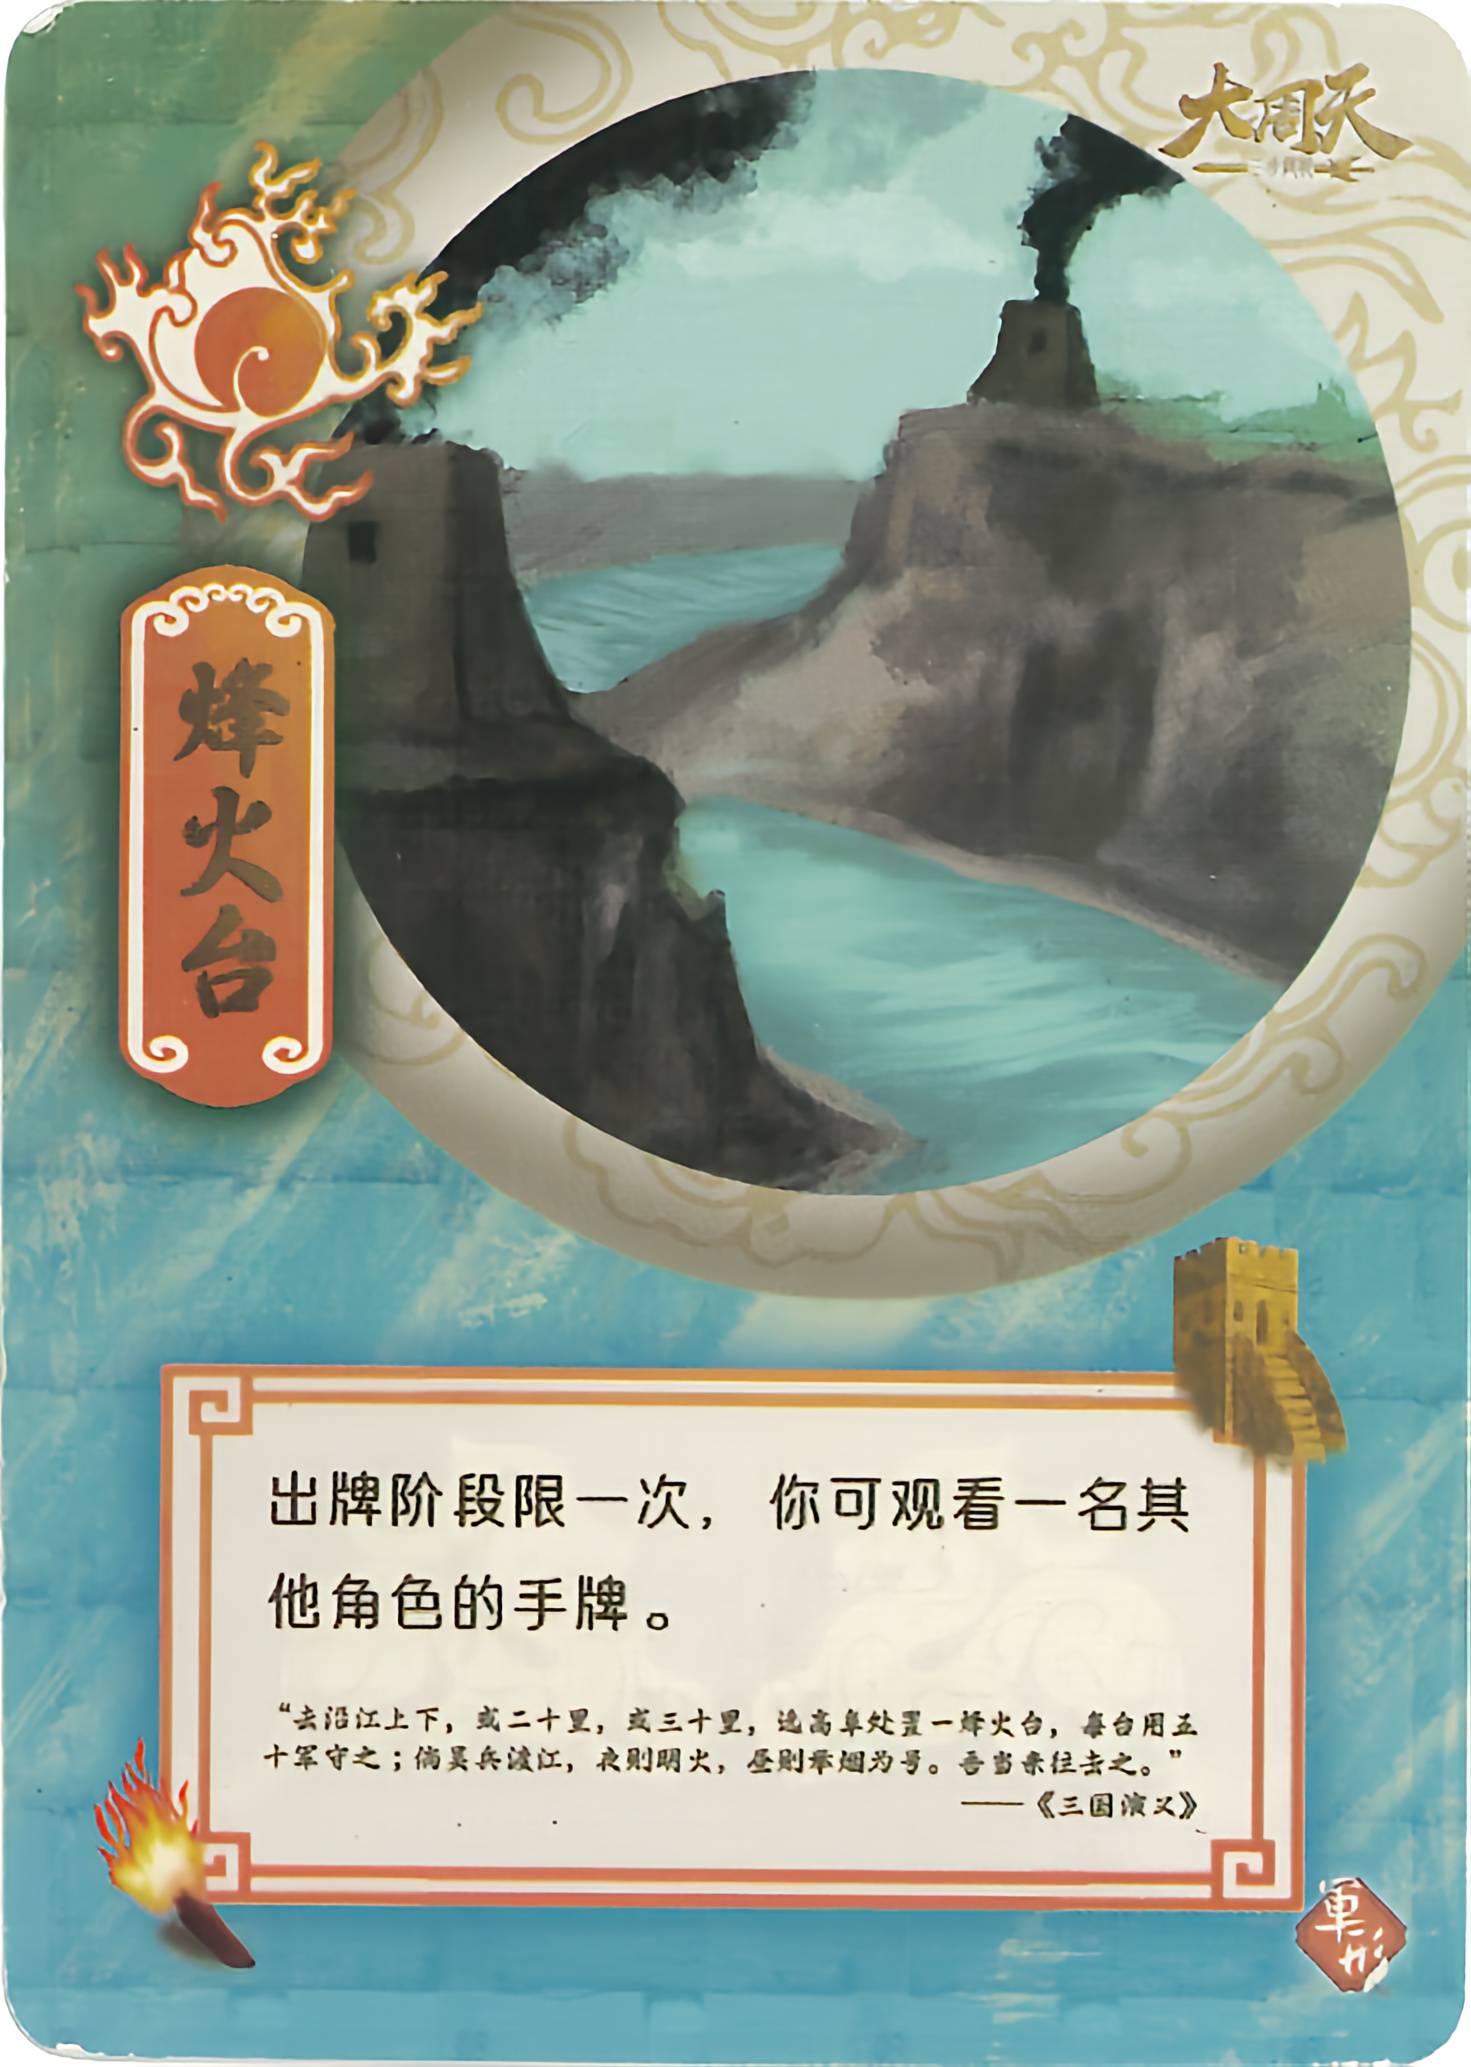 大周天
烽火台
出牌阶段限一次，你可观看一名其
他角色的手牌。
“去沿江上下，或二十里，或三十里，选高阜处置一烽火台，每台用五
十军守之；倘吴兵渡江，夜则明火，昼则举烟为号。吾当亲往击之。”
——《三国演义》
軍形